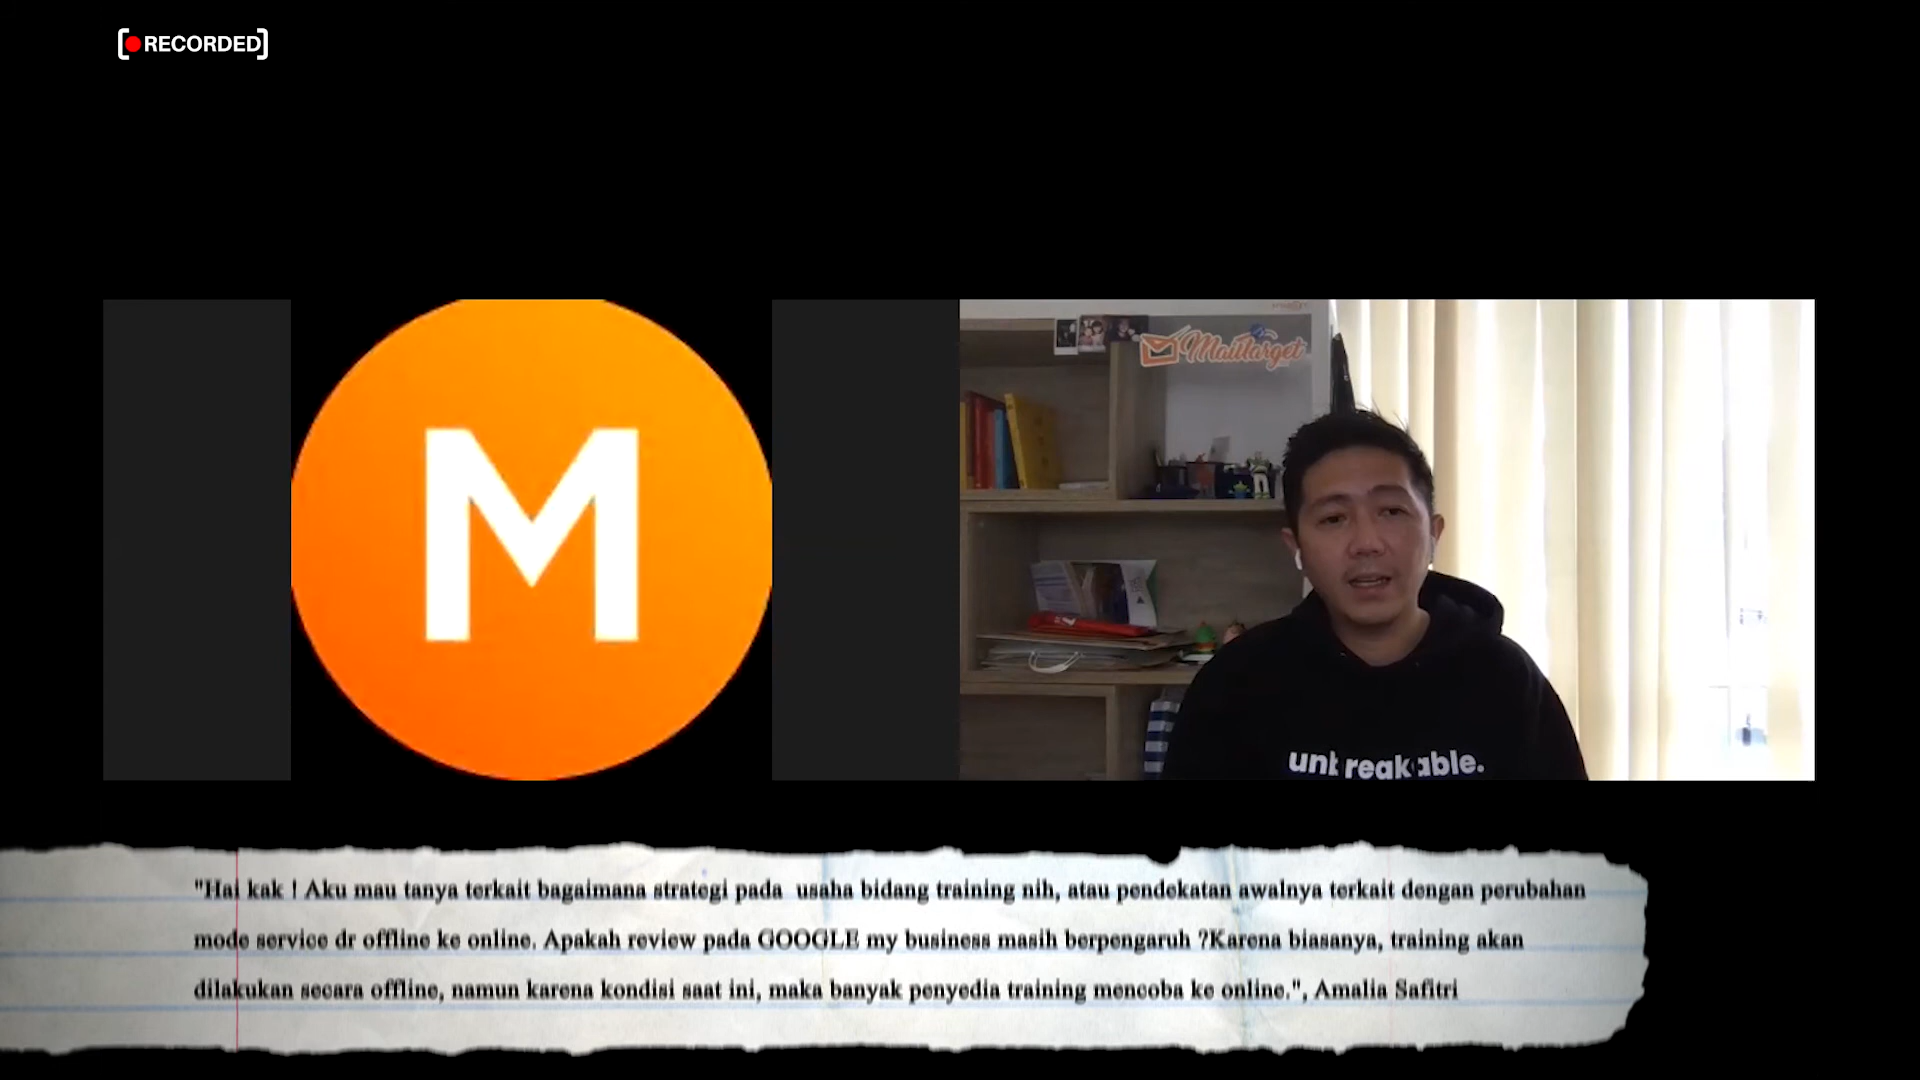 [RECORDED]
M
MailTarget
unbreakable.
"Hai kak ! Aku mau tanya terkait bagaimana strategi pada  usaha bidang training nih, atau pendekatan awalnya terkait dengan perubahan
mode service dr offline ke online. Apakah review pada GOOGLE my business masih berpengaruh ?Karena biasanya, training akan
dilakukan secara offline, namun karena kondisi saat ini, maka banyak penyedia training mencoba ke online.", Amalia Safitri